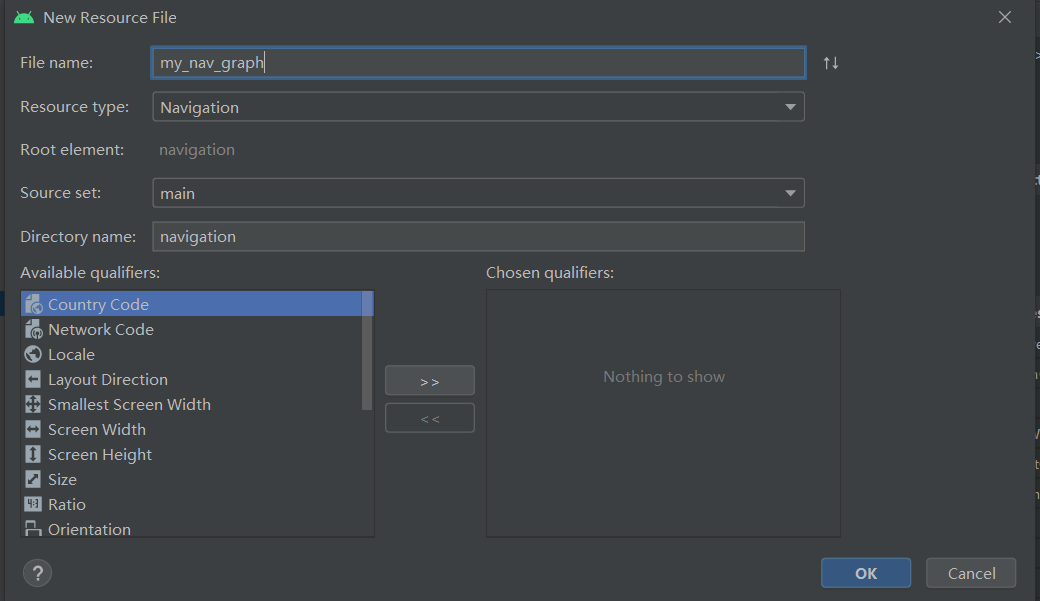 New Resource File
File name: my_nav_graph
Resource type: Navigation
Root element: navigation
Source set: main
Directory name: navigation
Available qualifiers:
Chosen qualifiers:
Country Code
Network Code
Locale
Layout Direction
Smallest Screen Width
Screen Width
Screen Height
Size
Ratio
Orientation
>>
<<
Nothing to show
?
OK
Cancel